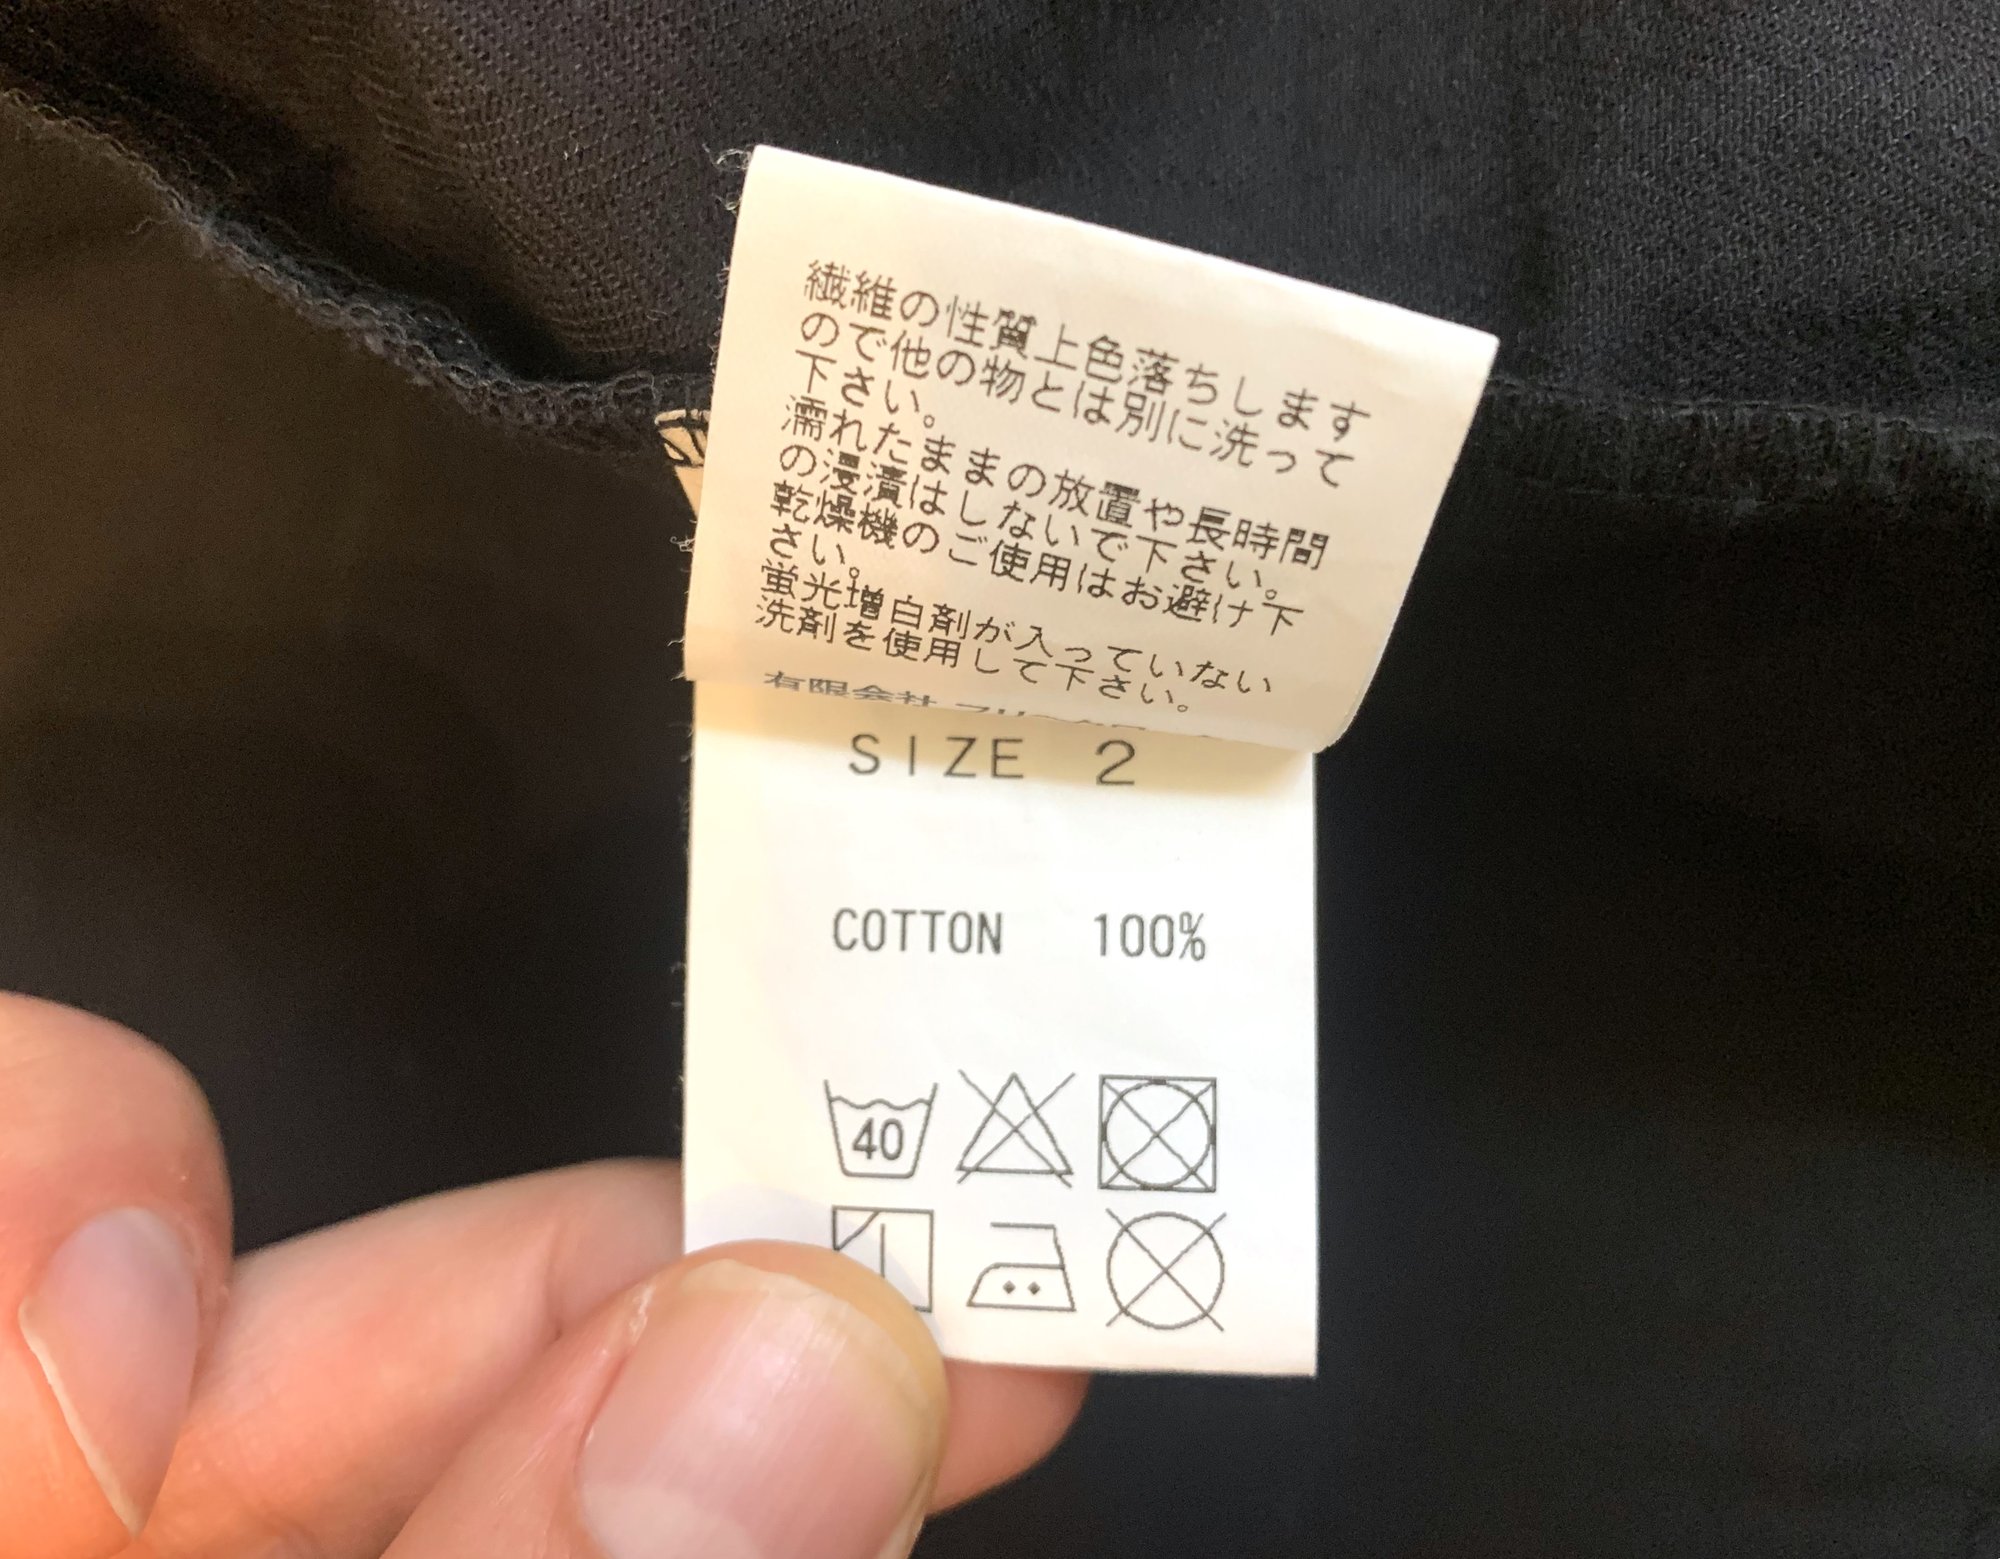 繊維の性質上色落ちします
ので他の物とは別に洗って
下さい。
濡れたままの放置や長時間
の浸漬はしないで下さい。
乾燥機のご使用はお避け下
さい。
蛍光増白剤が入っていない
洗剤を使用して下さい。
有限会社
SIZE 2
COTTON 100%
40